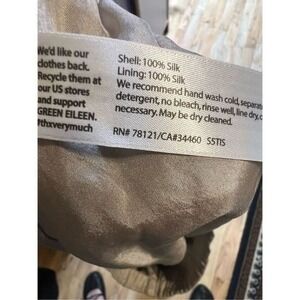 We'd like our
clothes back.
Recycle them at
our US stores
and support
GREEN EILEEN.
#thxverymuch
Shell: 100% Silk
Lining: 100% Silk
We recommend hand wash cold, separate
detergent, no bleach, rinse well, line dry,
necessary. May be dry cleaned.
RN# 78121/CA#34460 S5TIS